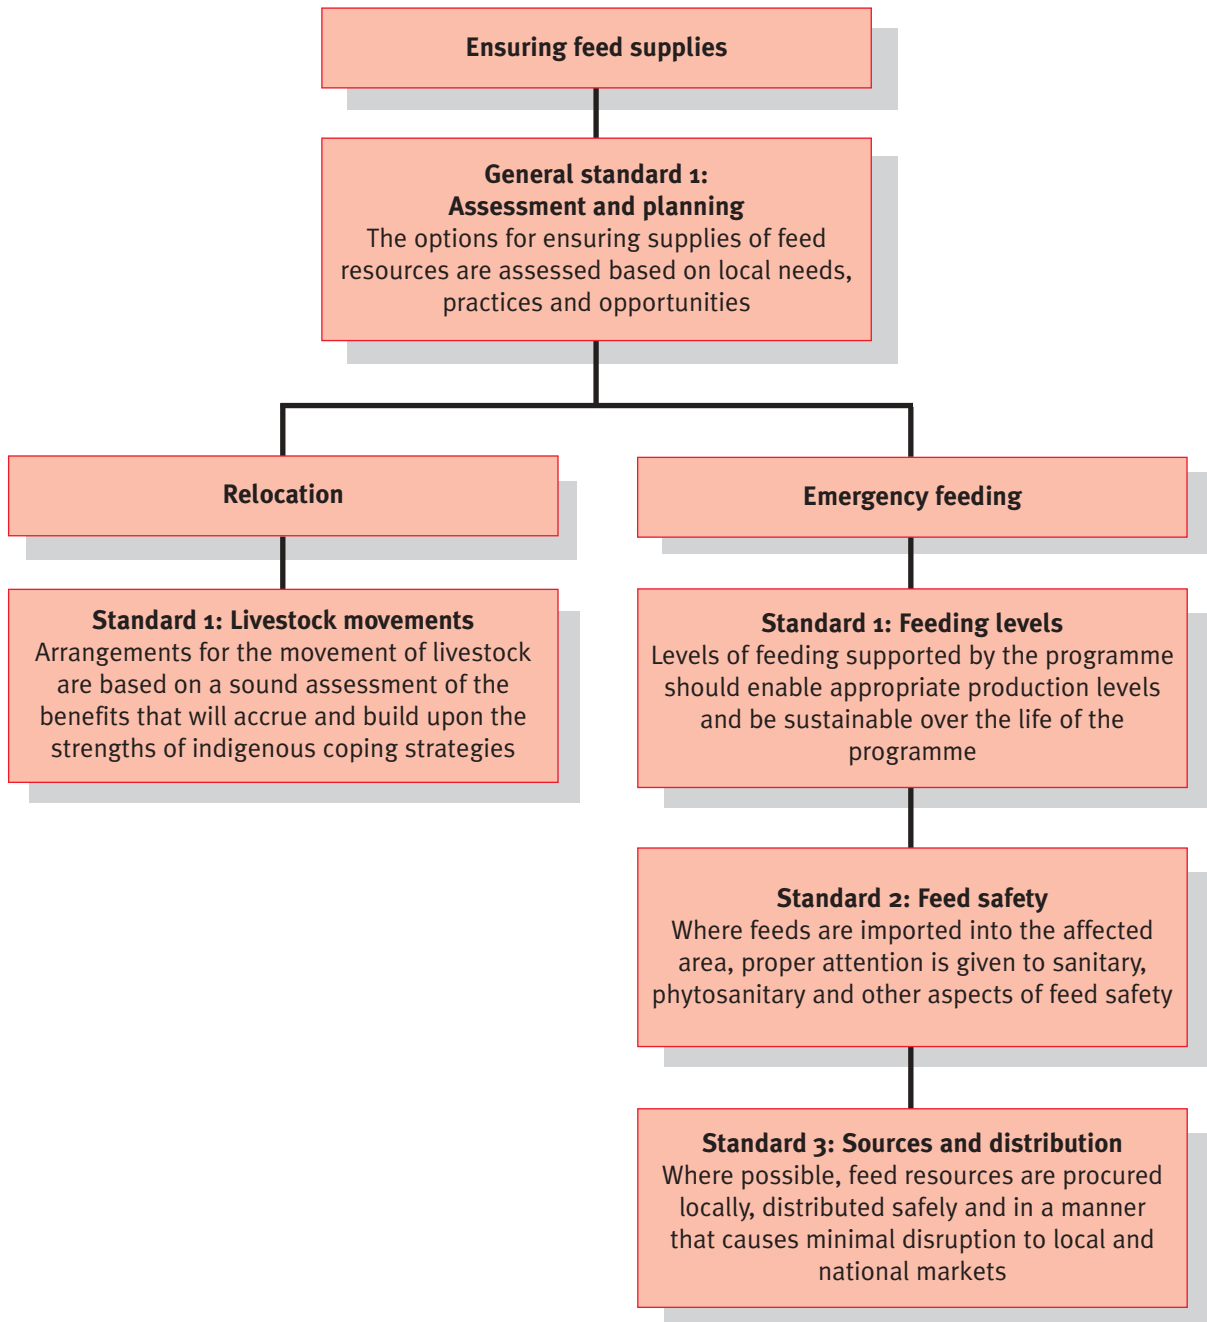 Ensuring feed supplies
General standard 1:
Assessment and planning
The options for ensuring supplies of feed
resources are assessed based on local needs,
practices and opportunities
Relocation
Emergency feeding
Standard 1: Livestock movements
Arrangements for the movement of livestock
are based on a sound assessment of the
benefits that will accrue and build upon the
strengths of indigenous coping strategies
Standard 1: Feeding levels
Levels of feeding supported by the programme
should enable appropriate production levels
and be sustainable over the life of the
programme
Standard 2: Feed safety
Where feeds are imported into the affected
area, proper attention is given to sanitary,
phytosanitary and other aspects of feed safety
Standard 3: Sources and distribution
Where possible, feed resources are procured
locally, distributed safely and in a manner
that causes minimal disruption to local and
national markets